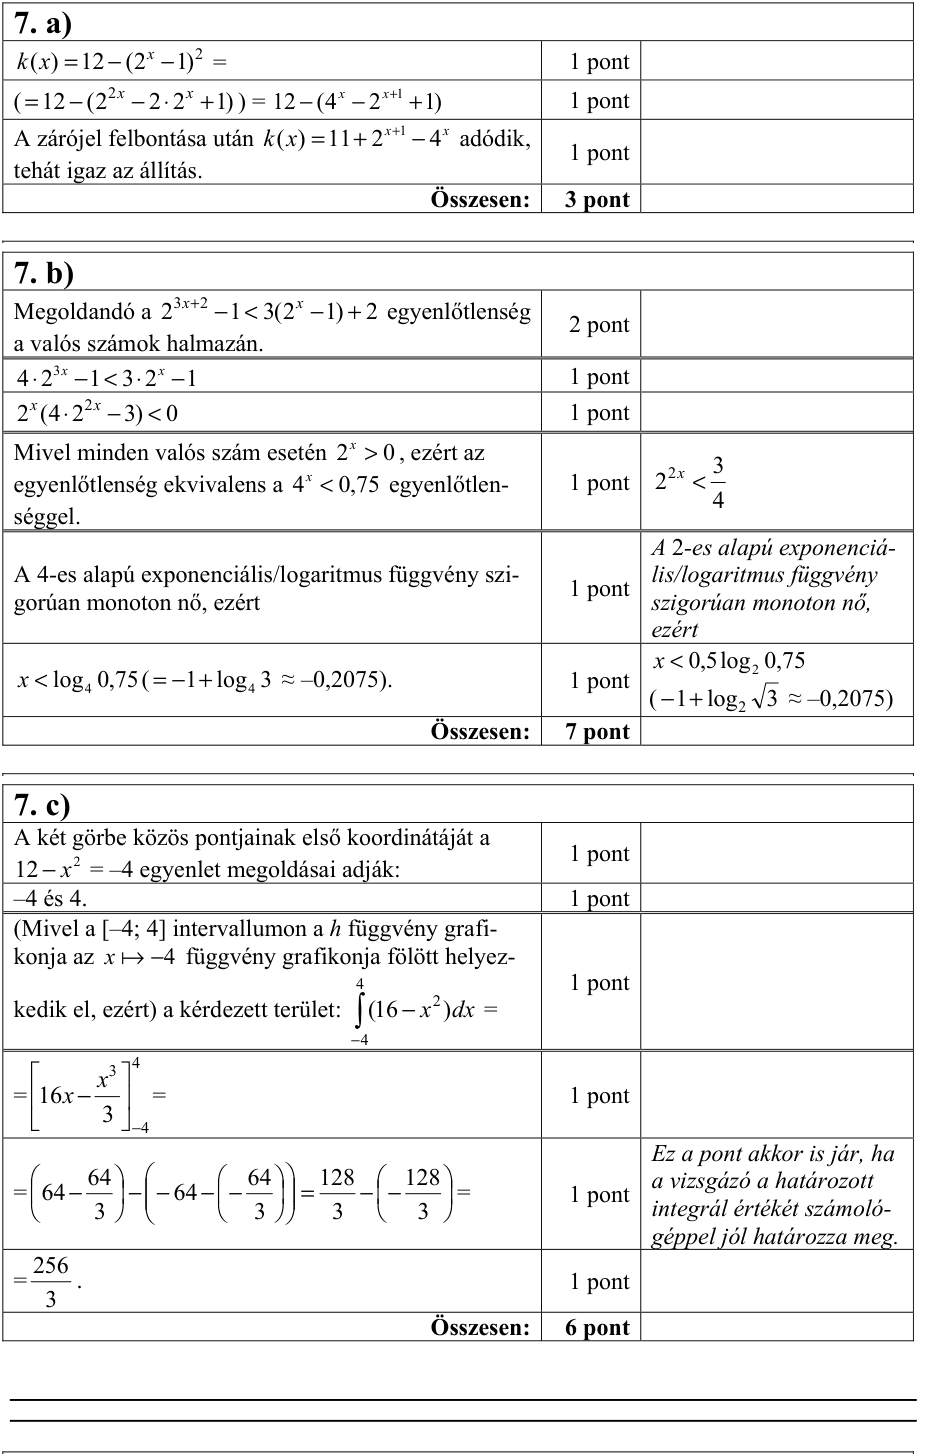 7. a)
k(x) = 12 − (2^x − 1)² = 1 pont
( = 12 − (2^{2x} − 2 · 2^x + 1) ) = 12 − (4^x − 2^{x+1} + 1) 1 pont
A zárójel felbontása után k(x) = 11 + 2^{x+1} − 4^x adódik,
tehát igaz az állítás. 1 pont
Összesen: 3 pont
7. b)
Megoldandó a 2^{3x+2} − 1 < 3(2^x − 1) + 2 egyenlőtlenség
a valós számok halmazán. 2 pont
4 · 2^{3x} − 1 < 3 · 2^x − 1 1 pont
2^x (4 · 2^{2x} − 3) < 0 1 pont
Mivel minden valós szám esetén 2^x > 0 , ezért az
egyenlőtlenség ekvivalens a 4^x < 0,75 egyenlőtlen-
séggel. 1 pont
2^{2x} < 3/4
A 4-es alapú exponenciális/logaritmus függvény szi-
gorúan monoton nő, ezért 1 pont
A 2-es alapú exponenciá-
lis/logaritmus függvény
szigorúan monoton nő,
ezért
x < log₄ 0,75 ( = −1 + log₄ 3 ≈ –0,2075). 1 pont
x < 0,5 log₂ 0,75
( −1 + log₂ √3 ≈ –0,2075)
Összesen: 7 pont
7. c)
A két görbe közös pontjainak első koordinátáját a
12 − x² = –4 egyenlet megoldásai adják: 1 pont
–4 és 4. 1 pont
(Mivel a [–4; 4] intervallumon a h függvény grafi-
konja az x ↦ −4 függvény grafikonja fölött helyez-
kedik el, ezért) a kérdezett terület: ∫_{−4}^{4} (16 − x²)dx = 1 pont
= [16x − x³/3]_{−4}^{4} = 1 pont
= (64 − 64/3) − (− 64 − (− 64/3)) = 128/3 − (− 128/3) = 1 pont
Ez a pont akkor is jár, ha
a vizsgázó a határozott
integrál értékét számoló-
géppel jól határozza meg.
= 256/3 . 1 pont
Összesen: 6 pont